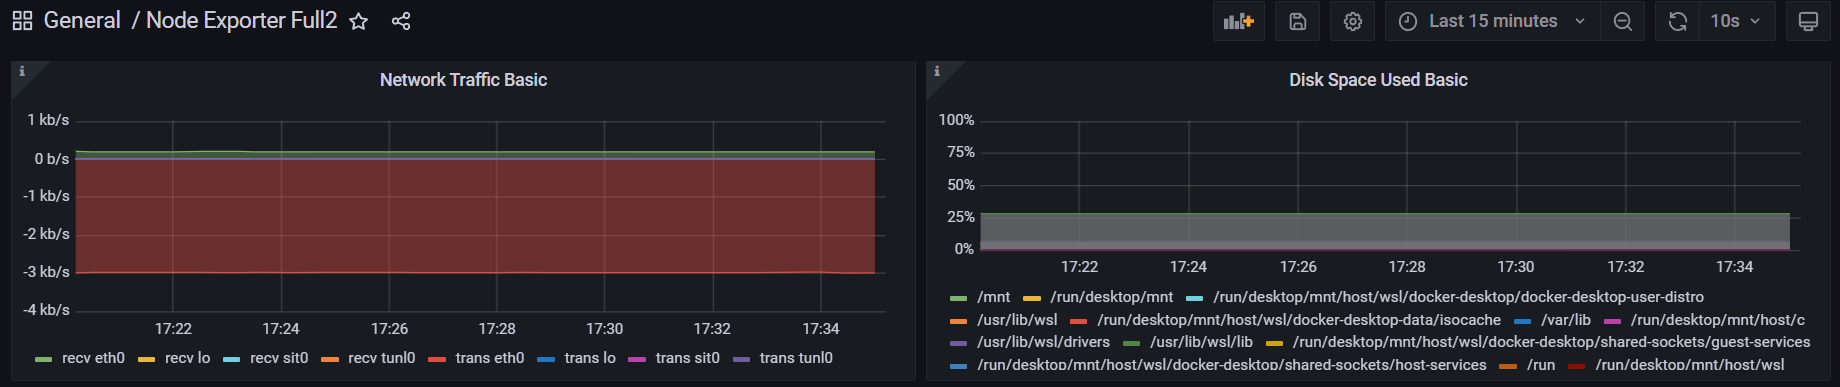 General / Node Exporter Full2
Last 15 minutes
10s
Network Traffic Basic
1 kb/s
0 b/s
-1 kb/s
-2 kb/s
-3 kb/s
-4 kb/s
17:22 17:24 17:26 17:28 17:30 17:32 17:34
recv eth0 recv lo recv sit0 recv tunl0 trans eth0 trans lo trans sit0 trans tunl0
Disk Space Used Basic
100%
75%
50%
25%
0%
17:22 17:24 17:26 17:28 17:30 17:32 17:34
/mnt /run/desktop/mnt /run/desktop/mnt/host/wsl/docker-desktop/docker-desktop-user-distro
/usr/lib/wsl /run/desktop/mnt/host/wsl/docker-desktop-data/isocache /var/lib /run/desktop/mnt/host/c
/usr/lib/wsl/drivers /usr/lib/wsl/lib /run/desktop/mnt/host/wsl/docker-desktop/shared-sockets/guest-services
/run/desktop/mnt/host/wsl/docker-desktop/shared-sockets/host-services /run /run/desktop/mnt/host/wsl